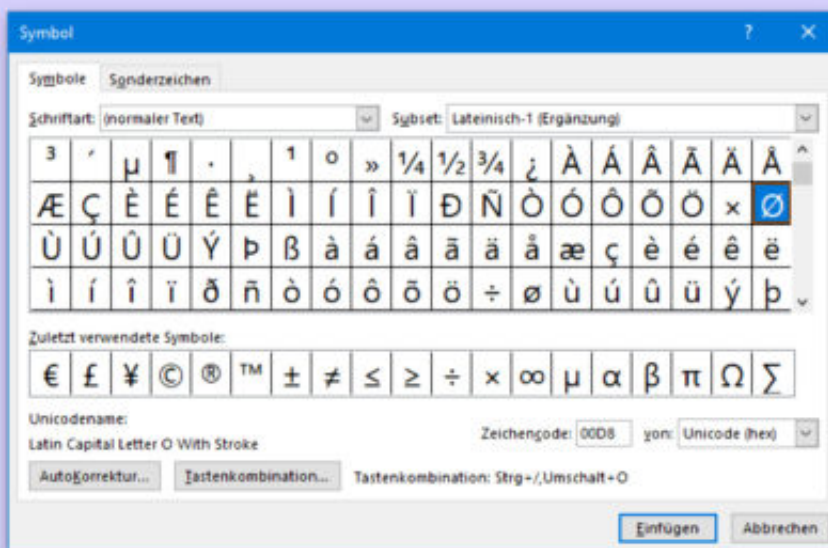 Symbol ? ×
Symbole Sonderzeichen
Schriftart: (normaler Text) Subset: Lateinisch-1 (Ergänzung)
³ ´ µ ¶ · ¸ ¹ º » ¼ ½ ¾ ¿ À Á Â Ã Ä Å
Æ Ç È É Ê Ë Ì Í Î Ï Ð Ñ Ò Ó Ô Õ Ö × Ø
Ù Ú Û Ü Ý Þ ß à á â ã ä å æ ç è é ê ë
ì í î ï ð ñ ò ó ô õ ö ÷ ø ù ú û ü ý þ
Zuletzt verwendete Symbole:
€ £ ¥ © ® ™ ± ≠ ≤ ≥ ÷ × ∞ µ α β π Ω ∑
Unicodename:
Latin Capital Letter O With Stroke
Zeichencode: 00D8 von: Unicode (hex)
AutoKorrektur... Tastenkombination... Tastenkombination: Strg+/,Umschalt+O
Einfügen Abbrechen